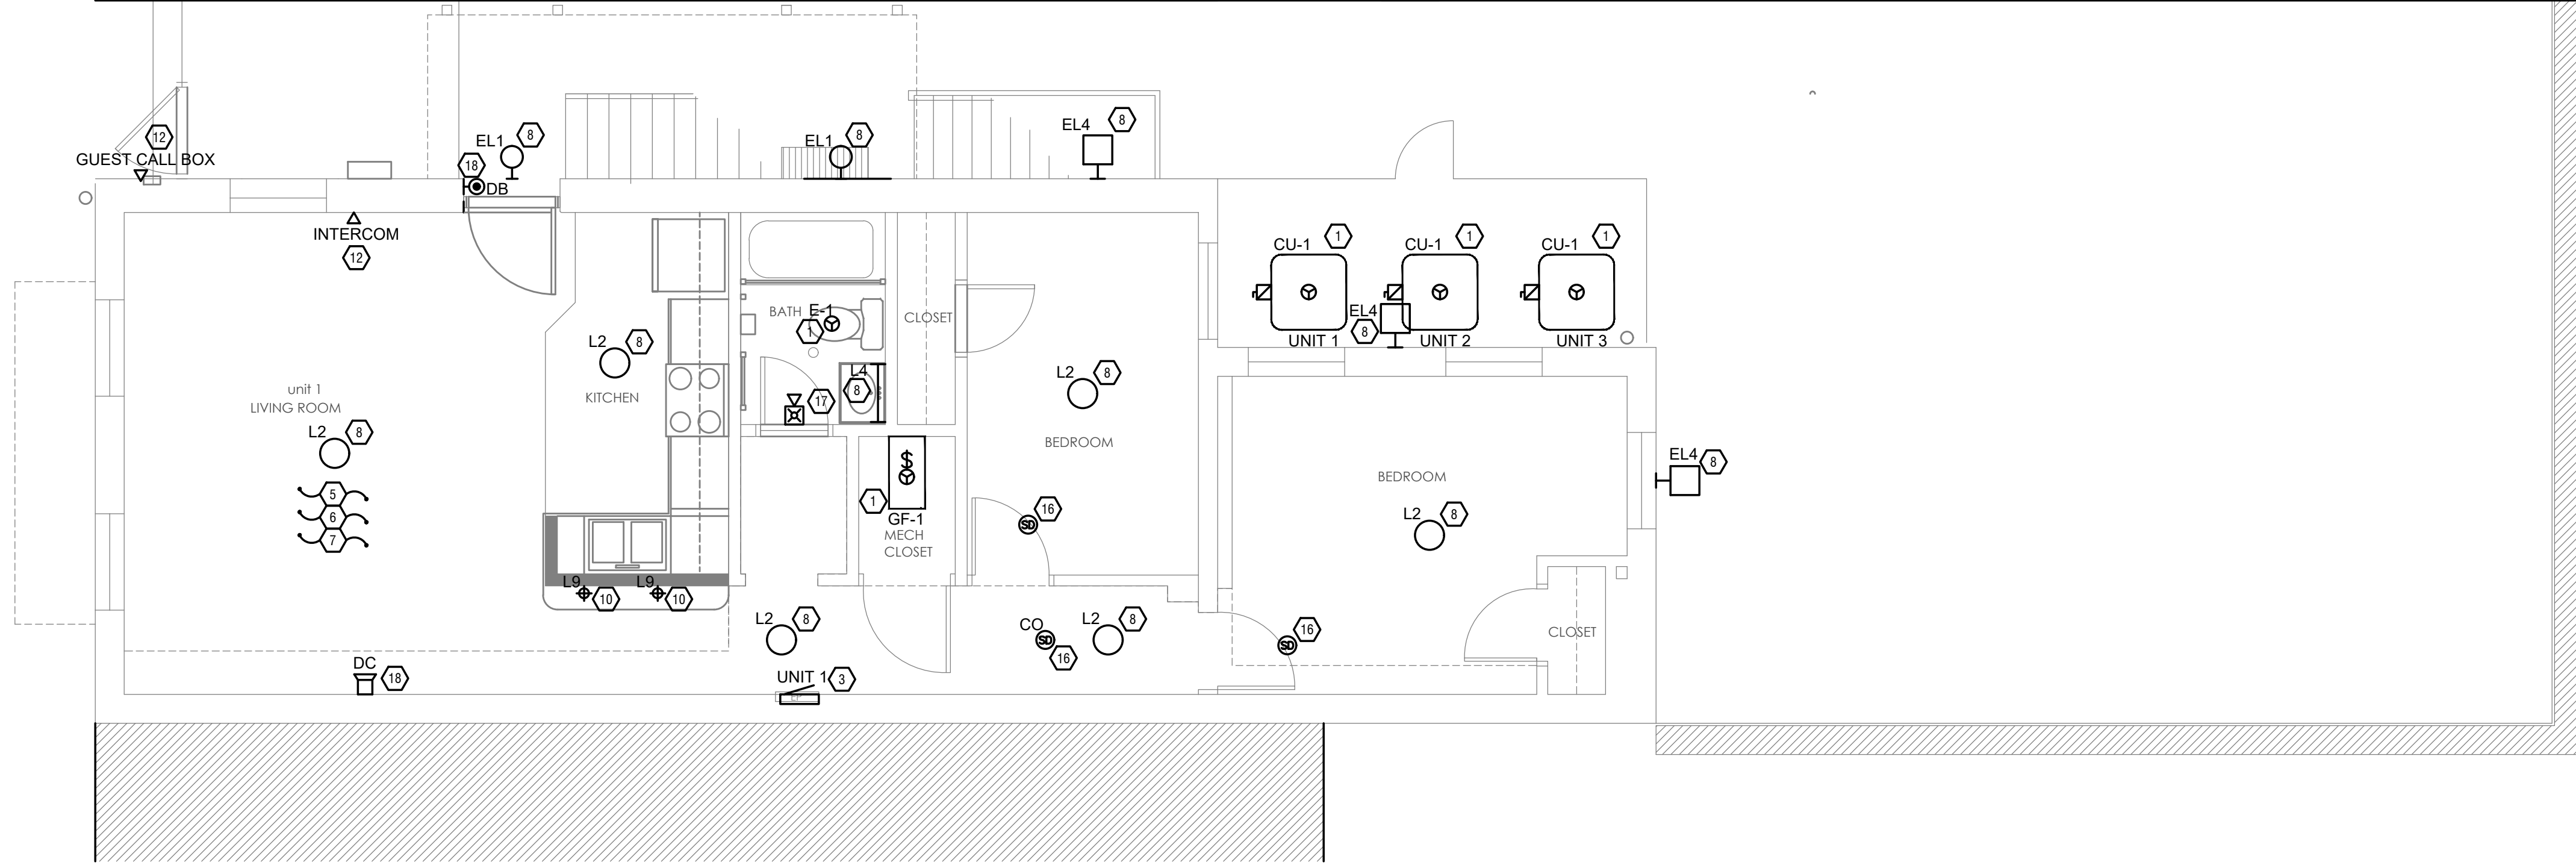 12
GUEST CALL BOX
18
DB
EL1
8
EL1
8
EL4
8
INTERCOM
12
CU-1
1
CU-1
1
CU-1
1
EL4
8
UNIT 1
UNIT 2
UNIT 3
BATH
E-1
1
CLOSET
L2
8
KITCHEN
L4
8
17
L2
8
BEDROOM
unit 1
LIVING ROOM
L2
8
5
6
7
$
1
GF-1
MECH
CLOSET
SD
16
BEDROOM
L2
8
EL4
8
L9
10
L9
10
L2
8
CO
SD
16
L2
8
SD
16
CLOSET
DC
18
UNIT 1
3